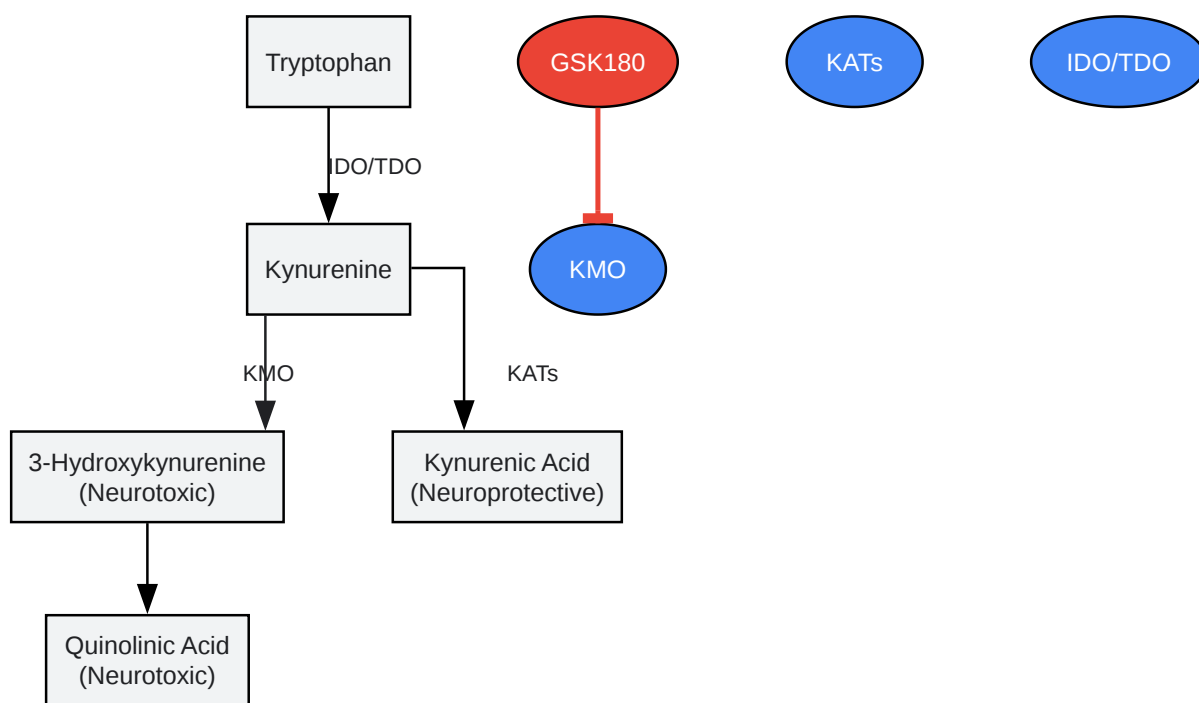 Tryptophan
GSK180
KATs
IDO/TDO
IDO/TDO
Kynurenine
KMO
KMO
KATs
3-Hydroxykynurenine
(Neurotoxic)
Kynurenic Acid
(Neuroprotective)
Quinolinic Acid
(Neurotoxic)